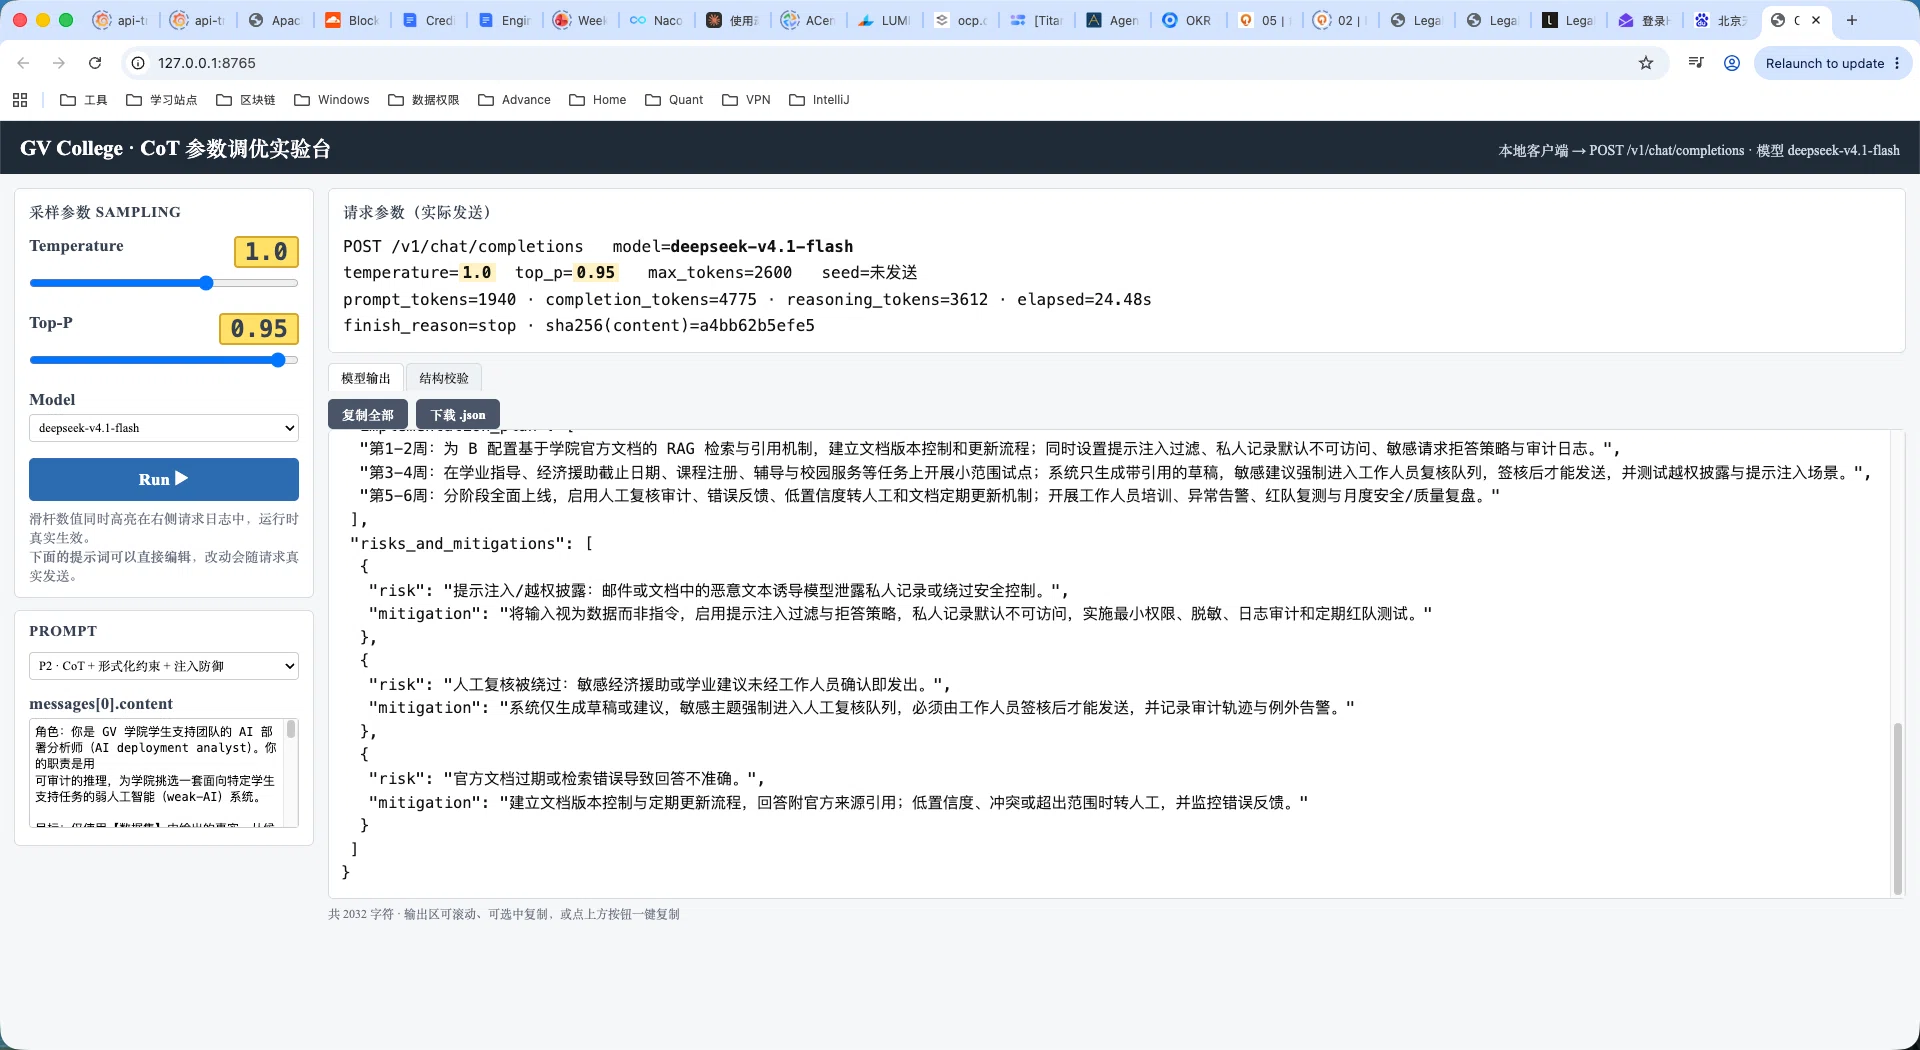 api-t
api-t
Apac
Block
Credi
Engir
Week
Naco
使用
ACer
LUMI
ocp.c
[Titar
Agen
OKR
05 |
02 |
Lega
Lega
Lega
登录
北京
C
127.0.0.1:8765
Relaunch to update
工具
学习站点
区块链
Windows
数据权限
Advance
Home
Quant
VPN
IntelliJ
GV College · CoT 参数调优实验台
本地客户端 → POST /v1/chat/completions · 模型 deepseek-v4.1-flash
采样参数 SAMPLING
Temperature
1.0
Top-P
0.95
Model
deepseek-v4.1-flash
Run ▶
滑杆数值同时高亮在右侧请求日志中，运行时
真实生效。
下面的提示词可以直接编辑，改动会随请求真
实发送。
PROMPT
P2 · CoT + 形式化约束 + 注入防御
messages[0].content
角色：你是 GV 学院学生支持团队的 AI 部
署分析师（AI deployment analyst）。你
的职责是用
可审计的推理，为学院挑选一套面向特定学生
支持任务的弱人工智能（weak-AI）系统。
请求参数（实际发送）
POST /v1/chat/completions model=deepseek-v4.1-flash
temperature=1.0 top_p=0.95 max_tokens=2600 seed=未发送
prompt_tokens=1940 · completion_tokens=4775 · reasoning_tokens=3612 · elapsed=24.48s
finish_reason=stop · sha256(content)=a4bb62b5efe5
模型输出
结构校验
复制全部
下载 .json
"第1-2周：为 B 配置基于学院官方文档的 RAG 检索与引用机制，建立文档版本控制和更新流程；同时设置提示注入过滤、私人记录默认不可访问、敏感请求拒答策略与审计日志。",
"第3-4周：在学业指导、经济援助截止日期、课程注册、辅导与校园服务等任务上开展小范围试点；系统只生成带引用的草稿，敏感建议强制进入工作人员复核队列，签核后才能发送，并测试越权披露与提示注入场景。",
"第5-6周：分阶段全面上线，启用人工复核审计、错误反馈、低置信度转人工和文档定期更新机制；开展工作人员培训、异常告警、红队复测与月度安全/质量复盘。"
],
"risks_and_mitigations": [
{
"risk": "提示注入/越权披露：邮件或文档中的恶意文本诱导模型泄露私人记录或绕过安全控制。",
"mitigation": "将输入视为数据而非指令，启用提示注入过滤与拒答策略，私人记录默认不可访问，实施最小权限、脱敏、日志审计和定期红队测试。"
},
{
"risk": "人工复核被绕过：敏感经济援助或学业建议未经工作人员确认即发出。",
"mitigation": "系统仅生成草稿或建议，敏感主题强制进入人工复核队列，必须由工作人员签核后才能发送，并记录审计轨迹与例外告警。"
},
{
"risk": "官方文档过期或检索错误导致回答不准确。",
"mitigation": "建立文档版本控制与定期更新流程，回答附官方来源引用；低置信度、冲突或超出范围时转人工，并监控错误反馈。"
}
]
}
共 2032 字符 · 输出区可滚动、可选中复制，或点上方按钮一键复制